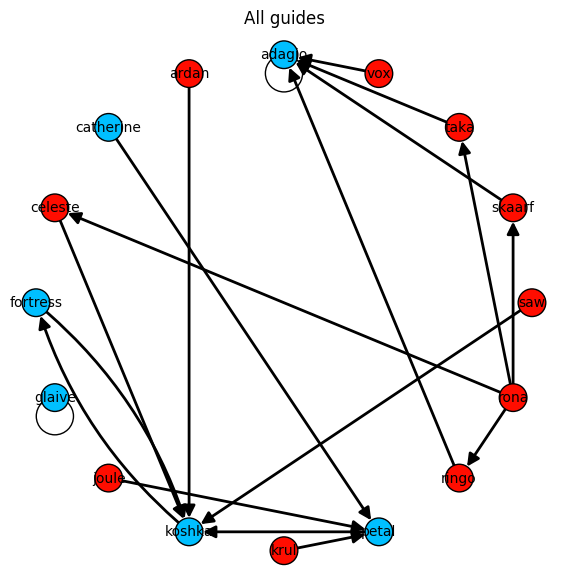 All guides
adagio
ardan
vox
catherine
taka
celeste
skaarf
fortress
saw
glaive
rona
joule
ringo
koshka
petal
krul